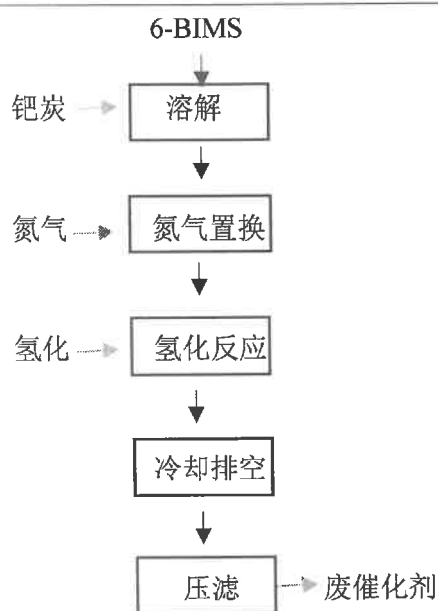 6-BIMS
钯炭 溶解
氮气 氮气置换
氢化 氢化反应
冷却排空
压滤 废催化剂